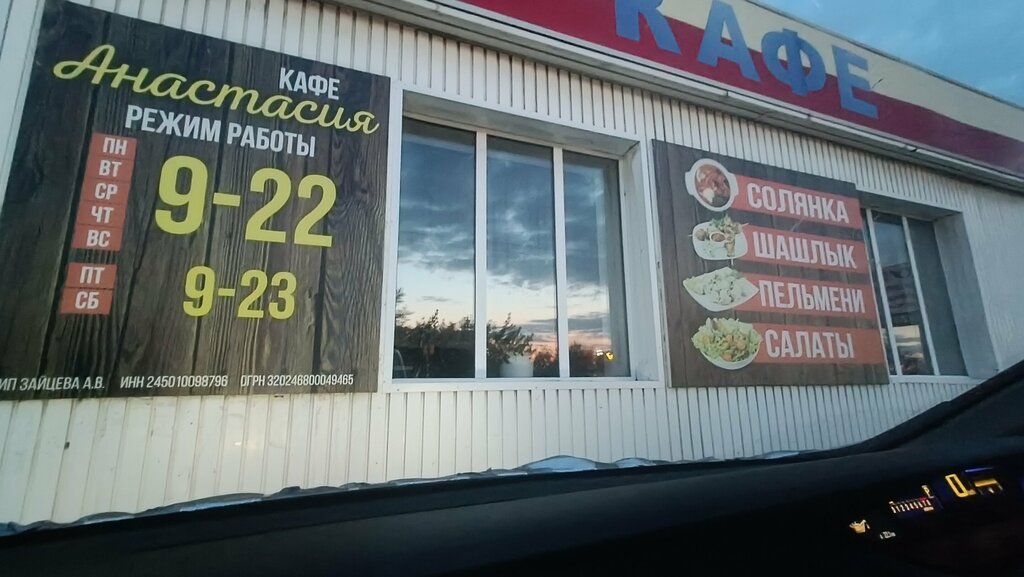 КАФЕ
КАФЕ
Анастасия
РЕЖИМ РАБОТЫ
ПН
ВТ
СР
ЧТ
ВС
9-22
ПТ
СБ
9-23
ИП ЗАЙЦЕВА А.В. ИНН 245010098796 ОГРН 320246800049465
СОЛЯНКА
ШАШЛЫК
ПЕЛЬМЕНИ
САЛАТЫ